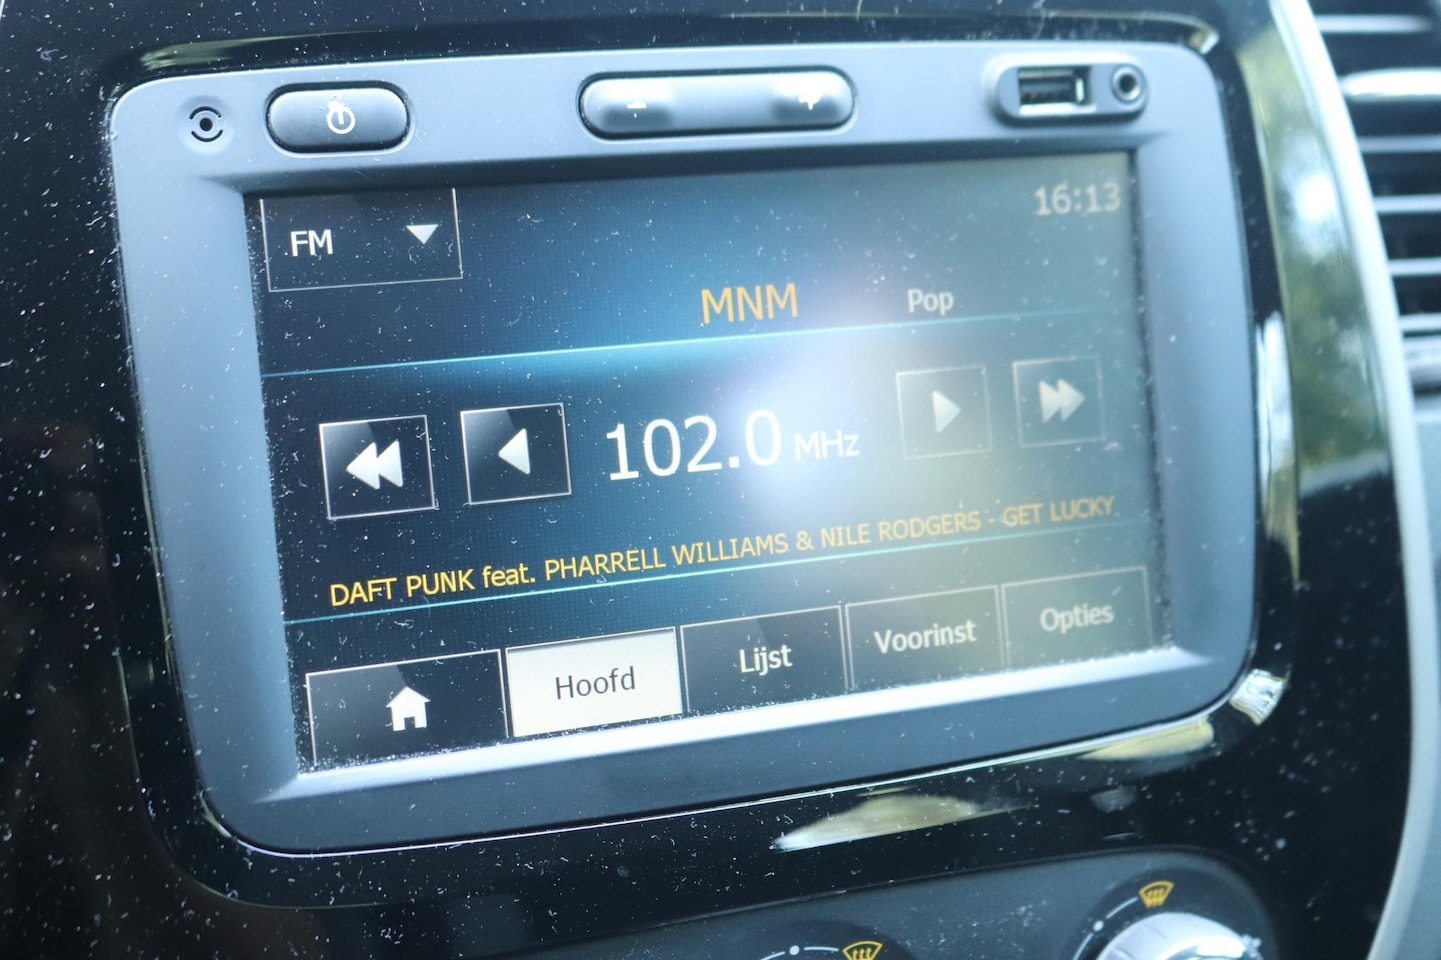 FM
16:13
MNM
Pop
102.0 MHz
DAFT PUNK feat. PHARRELL WILLIAMS & NILE RODGERS - GET LUCKY
Hoofd
Lijst
Voorinst
Opties